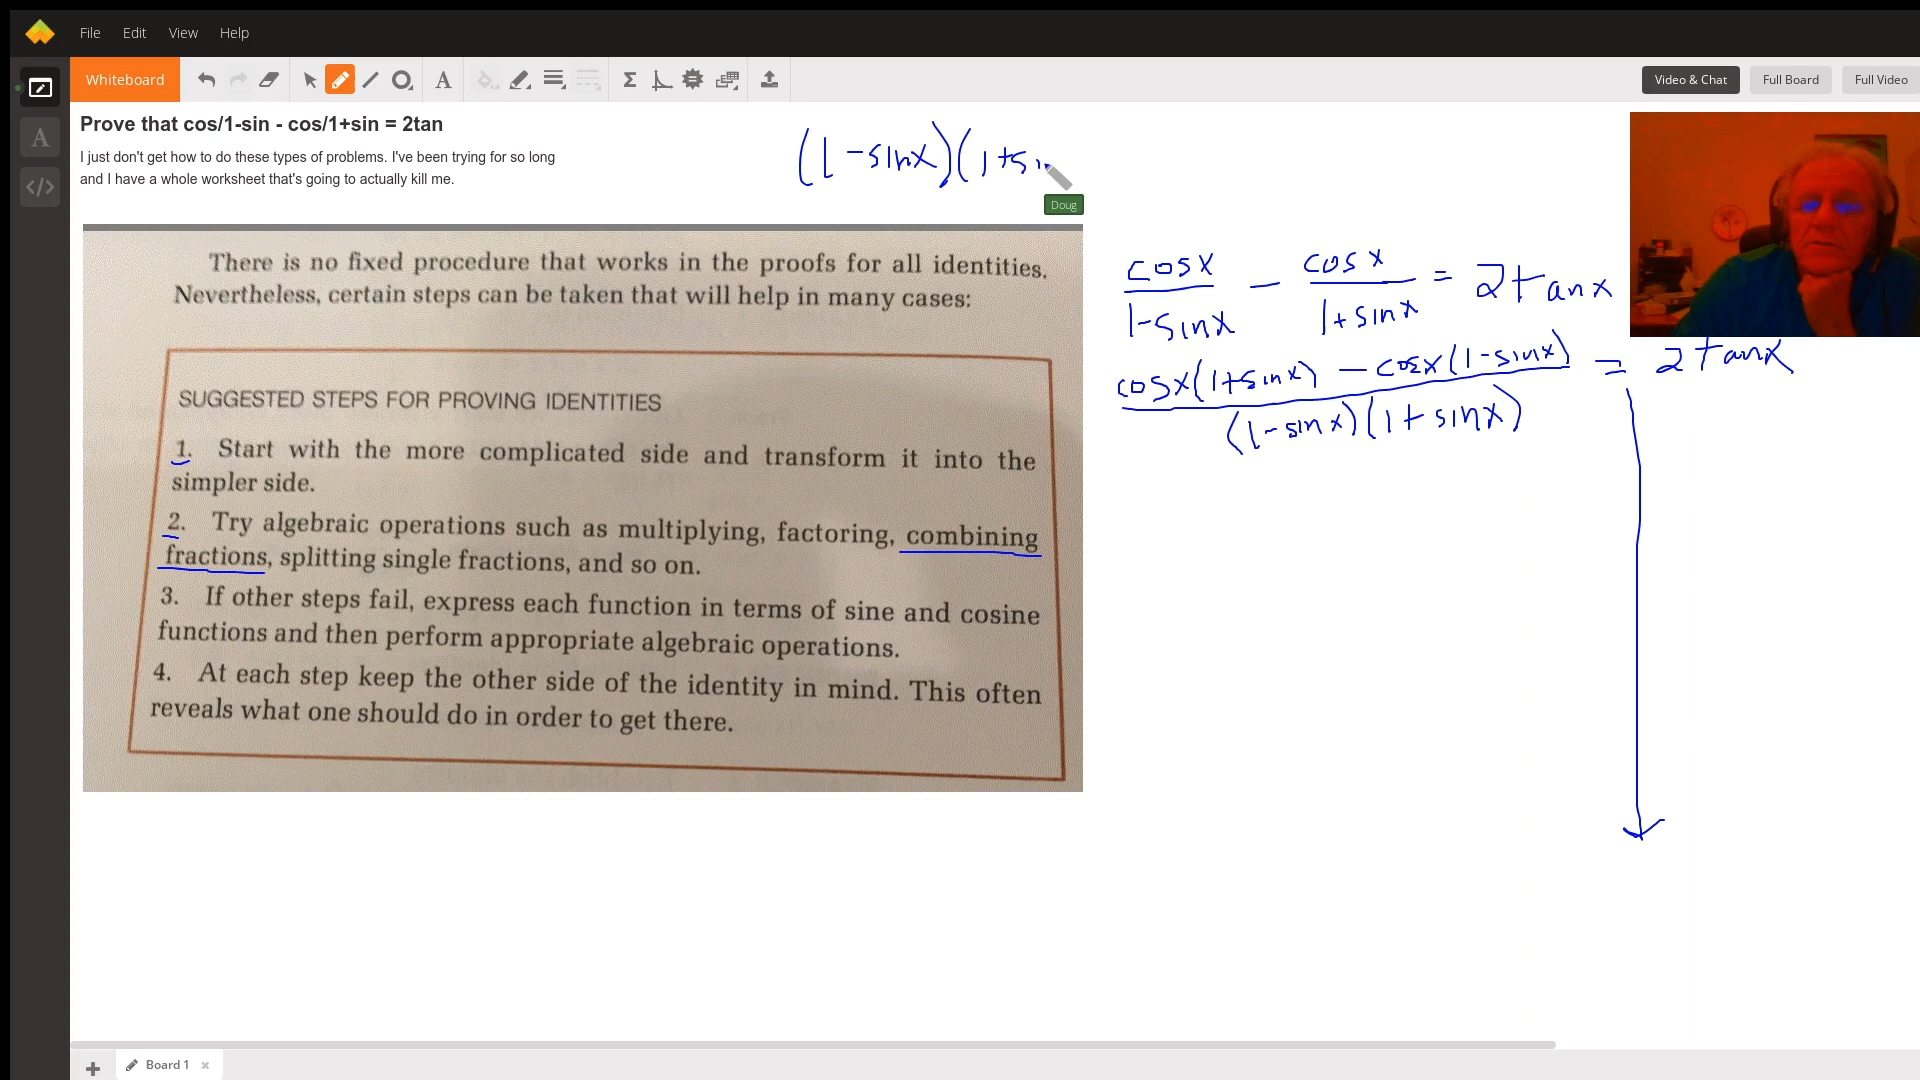 File Edit View Help
Whiteboard
Video & Chat Full Board Full Video
Prove that cos/1-sin - cos/1+sin = 2tan
I just don't get how to do these types of problems. I've been trying for so long
and I have a whole worksheet that's going to actually kill me.
(1 - sinx)(1 + sin
Doug
There is no fixed procedure that works in the proofs for all identities.
Nevertheless, certain steps can be taken that will help in many cases:
SUGGESTED STEPS FOR PROVING IDENTITIES
1. Start with the more complicated side and transform it into the
simpler side.
2. Try algebraic operations such as multiplying, factoring, combining
fractions, splitting single fractions, and so on.
3. If other steps fail, express each function in terms of sine and cosine
functions and then perform appropriate algebraic operations.
4. At each step keep the other side of the identity in mind. This often
reveals what one should do in order to get there.
cosx / 1-sinx - cosx / 1+sinx = 2tanx
cosx(1+sinx) - cosx(1-sinx) / (1-sinx)(1+sinx) = 2tanx
Board 1